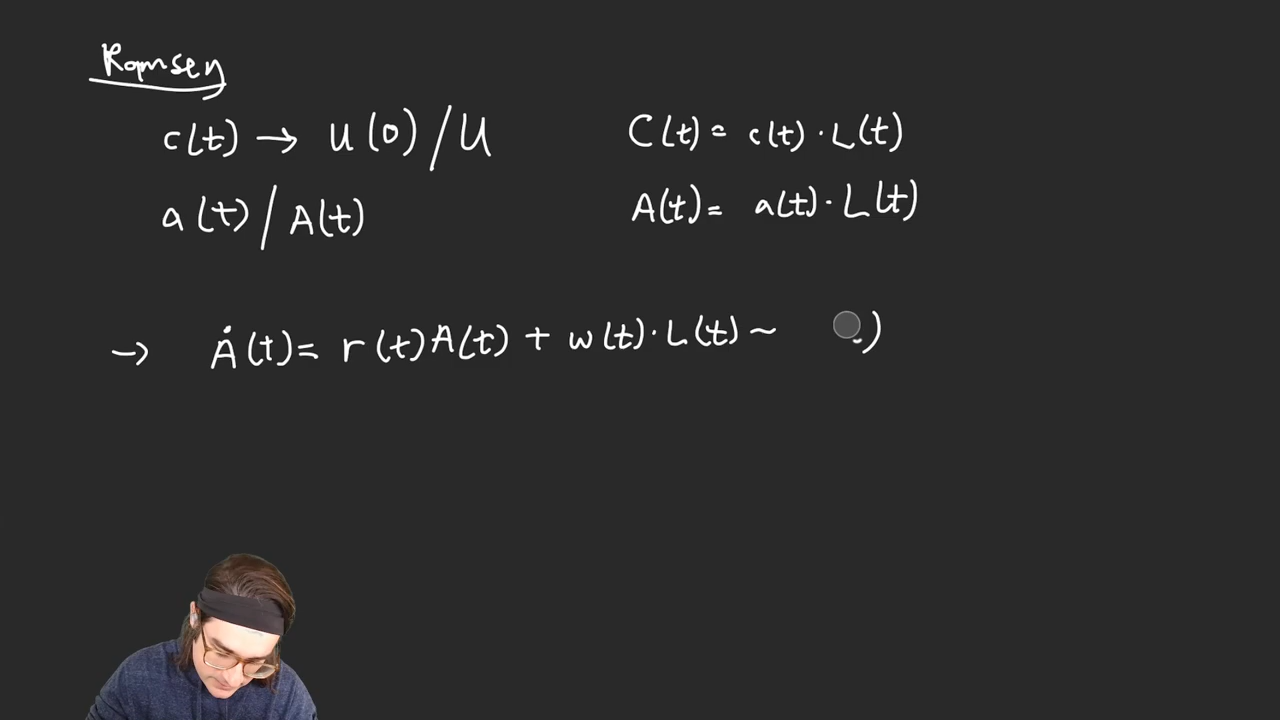 Ramsey
c(t) → U(0)/U
C(t) = c(t) · L(t)
a(t)/A(t)
A(t) = a(t) · L(t)
→ Ȧ(t) = r(t)A(t) + w(t) · L(t) ~ )